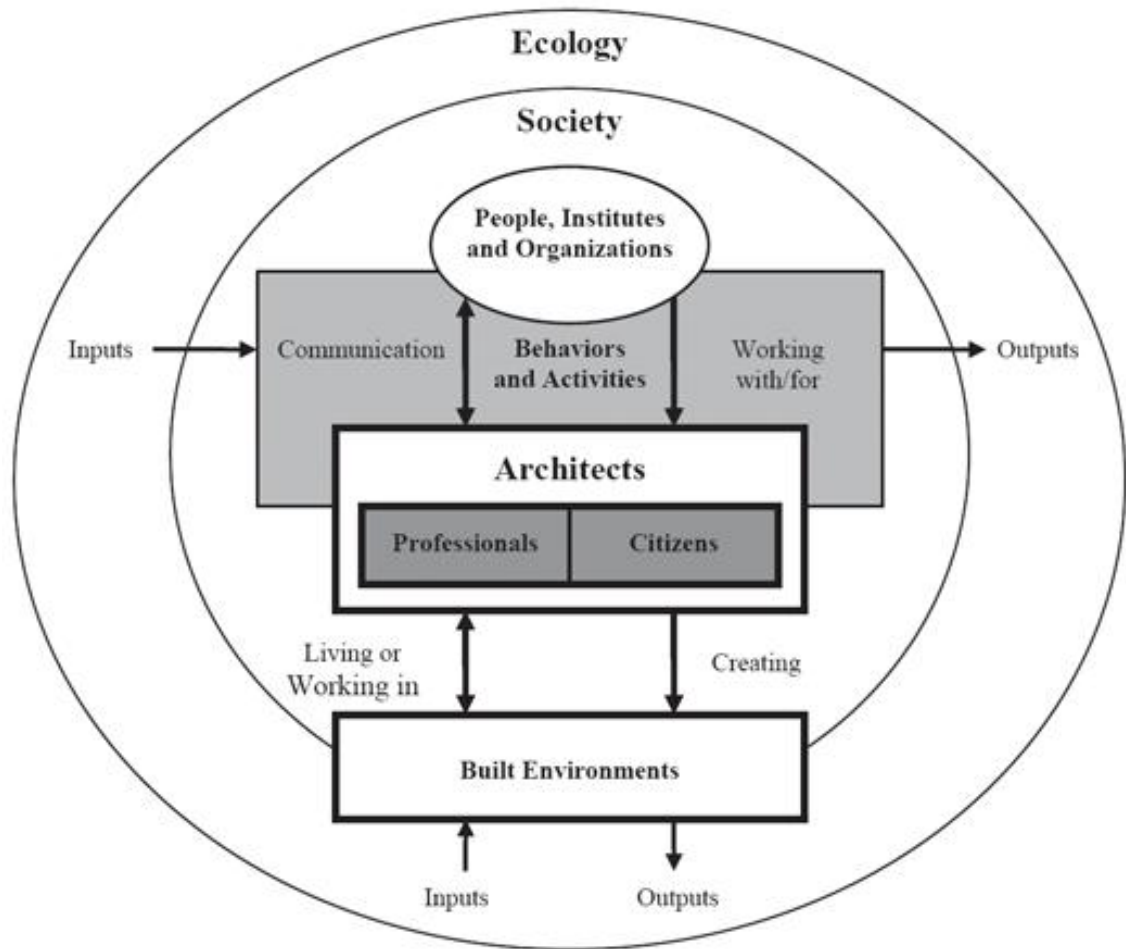 Ecology
Society
People, Institutes
and Organizations
Inputs
Communication
Behaviors
and Activities
Working
with/for
Outputs
Architects
Professionals
Citizens
Living or
Working in
Creating
Built Environments
Inputs
Outputs